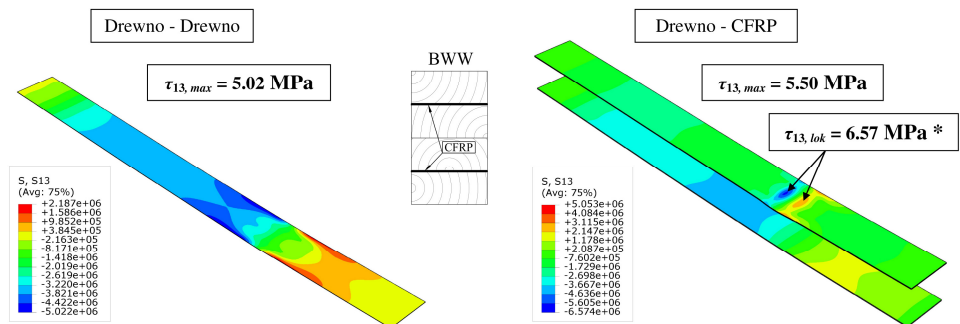 Drewno - Drewno
τ13, max = 5.02 MPa
S, S13
(Avg: 75%)
+2.187e+06
+1.586e+06
+9.852e+05
+3.845e+05
-2.163e+05
-8.171e+05
-1.418e+06
-2.019e+06
-2.619e+06
-3.220e+06
-3.821e+06
-4.422e+06
-5.022e+06
BWW
CFRP
Drewno - CFRP
τ13, max = 5.50 MPa
τ13, lok = 6.57 MPa *
S, S13
(Avg: 75%)
+5.053e+06
+4.084e+06
+3.115e+06
+2.147e+06
+1.178e+06
+2.087e+05
-7.602e+05
-1.729e+06
-2.698e+06
-3.667e+06
-4.636e+06
-5.605e+06
-6.574e+06